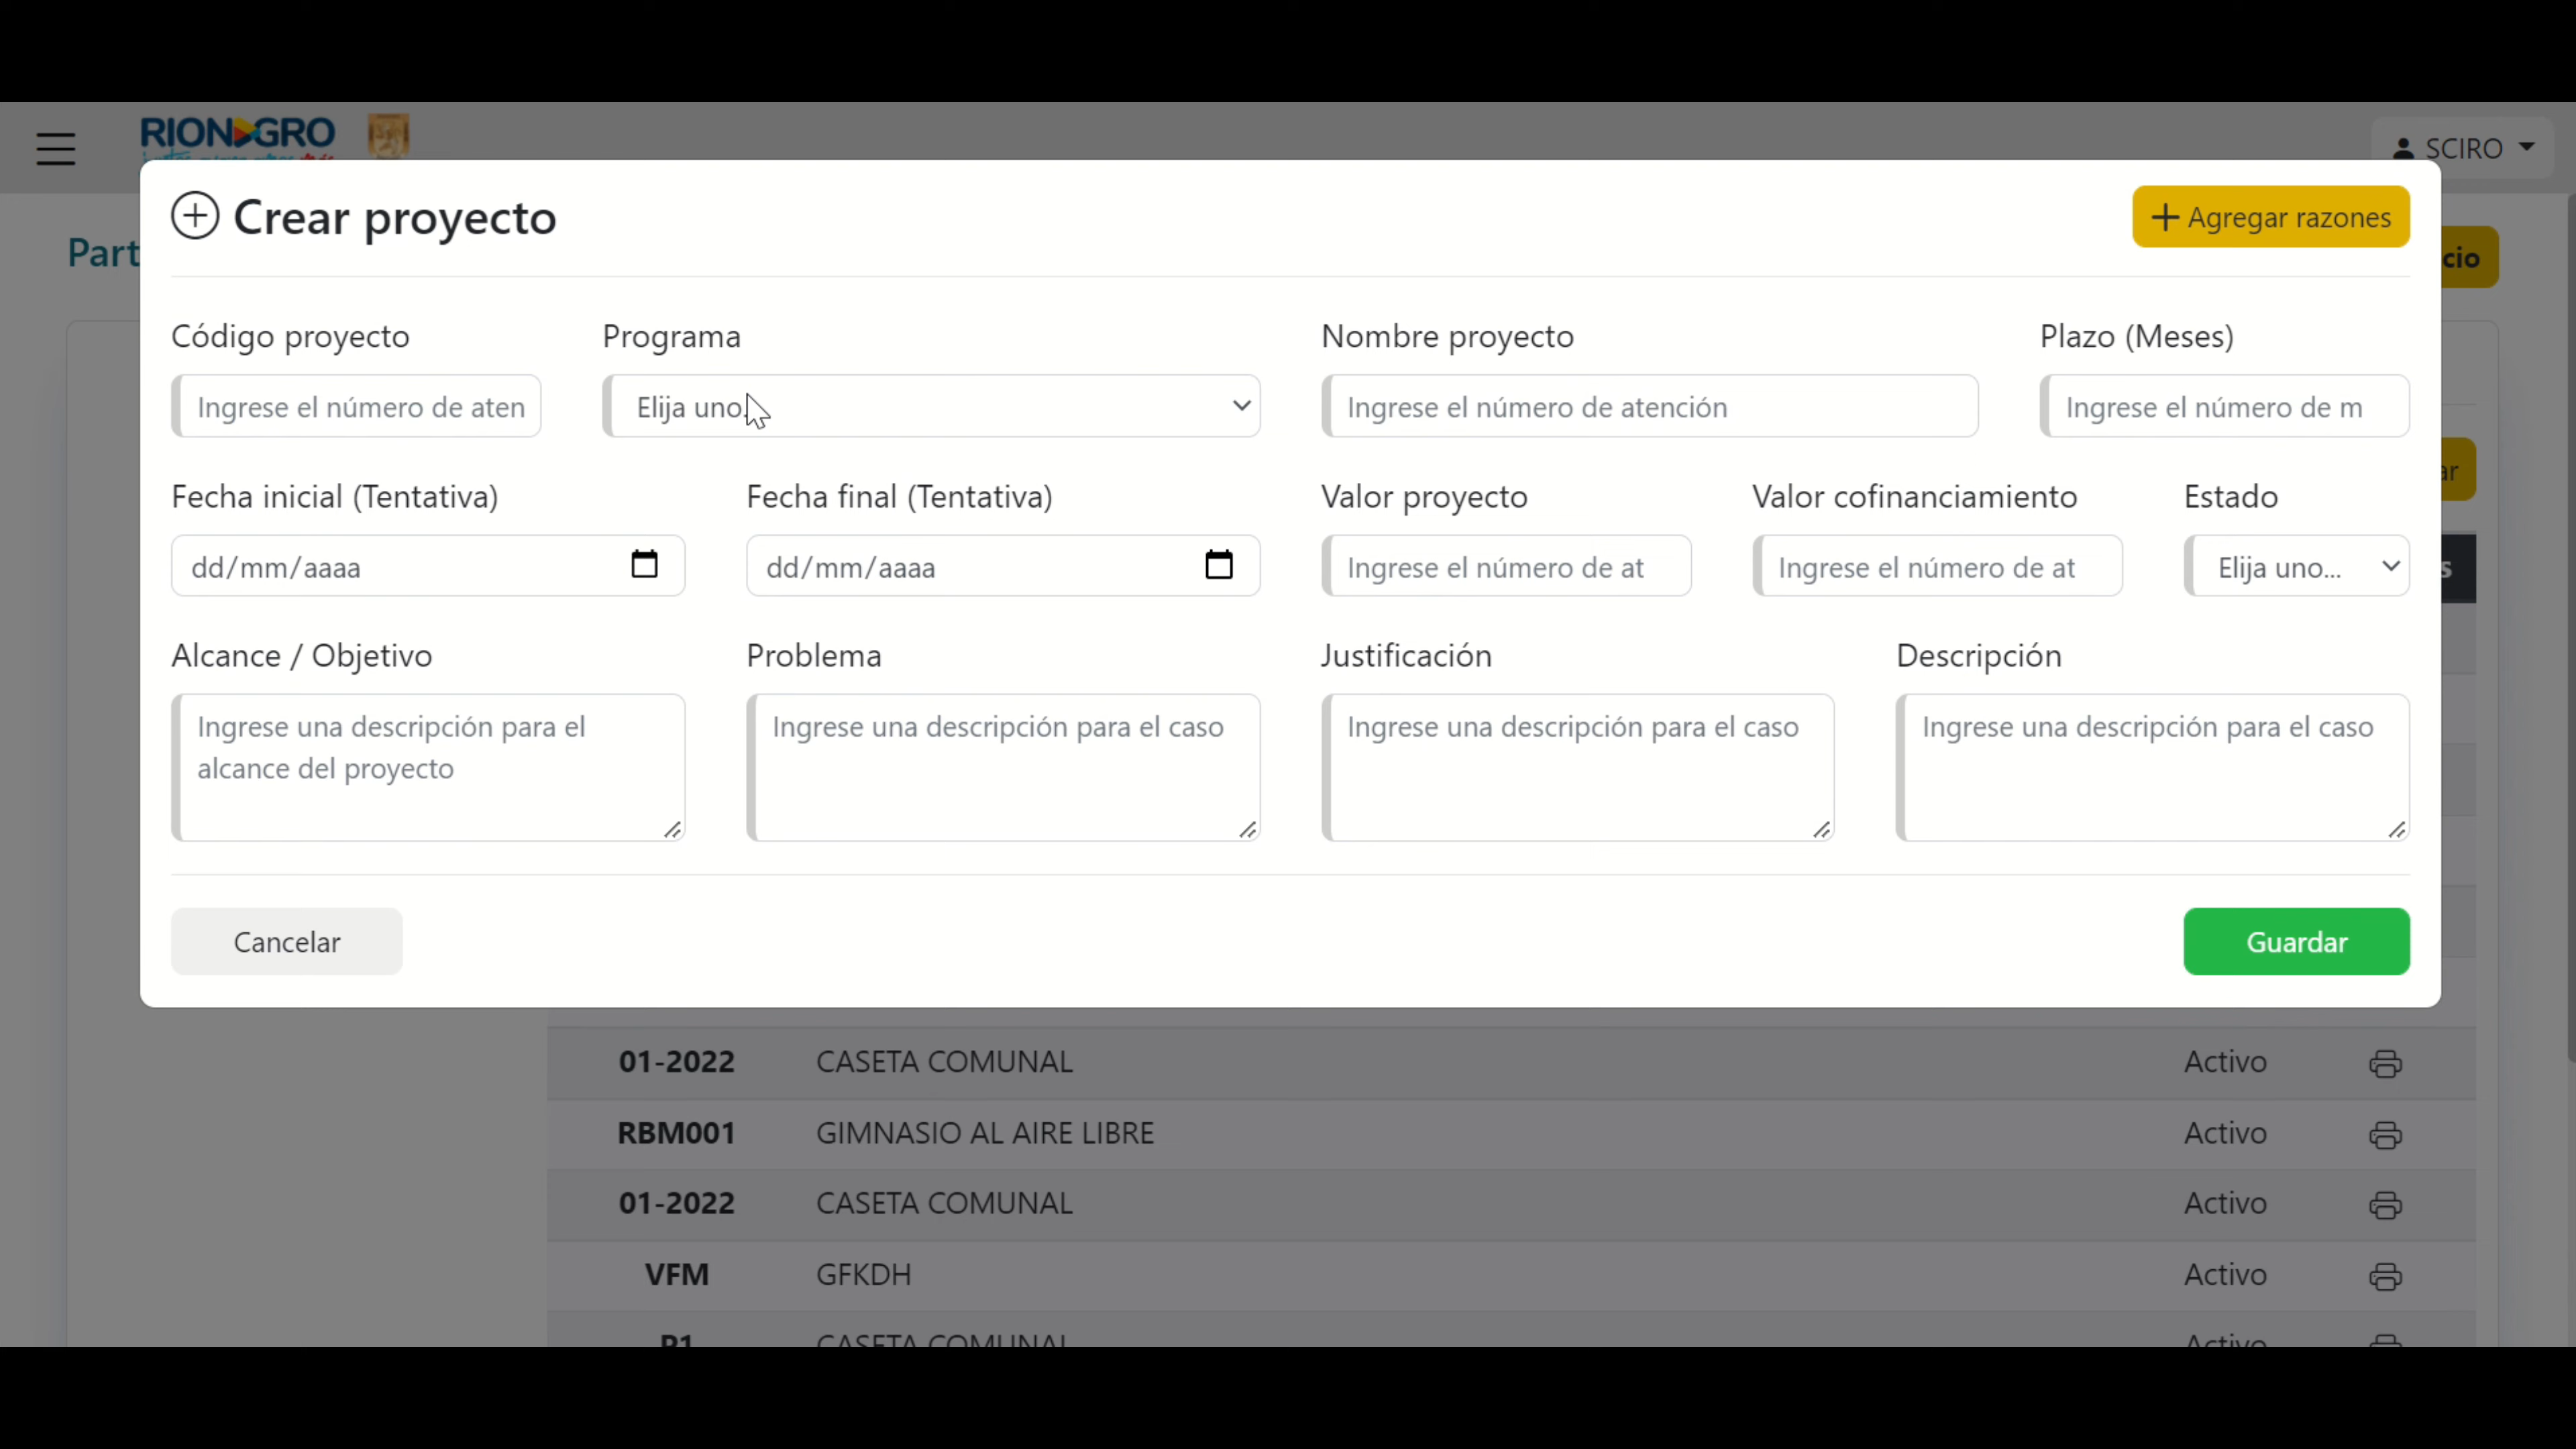 RIONEGRO
SCIRO
Crear proyecto
Agregar razones
Part
cio
Código proyecto
Programa
Nombre proyecto
Plazo (Meses)
Ingrese el número de aten
Elija uno..
Ingrese el número de atención
Ingrese el número de m
ar
Fecha inicial (Tentativa)
Fecha final (Tentativa)
Valor proyecto
Valor cofinanciamiento
Estado
dd/mm/aaaa
dd/mm/aaaa
Ingrese el número de at
Ingrese el número de at
Elija uno...
s
Alcance / Objetivo
Problema
Justificación
Descripción
Ingrese una descripción para el
alcance del proyecto
Ingrese una descripción para el caso
Ingrese una descripción para el caso
Ingrese una descripción para el caso
Cancelar
Guardar
01-2022 CASETA COMUNAL Activo
RBM001 GIMNASIO AL AIRE LIBRE Activo
01-2022 CASETA COMUNAL Activo
VFM GFKDH Activo
P1 CASETA COMUNAL Activo